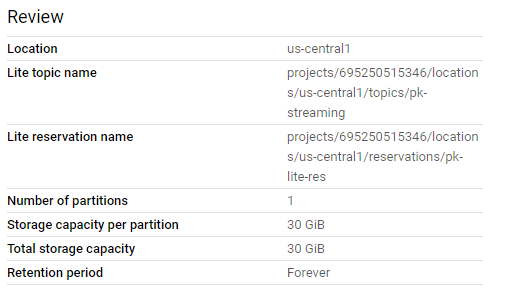 Review
Location us-central1
Lite topic name projects/695250515346/location
s/us-central1/topics/pk-
streaming
Lite reservation name projects/695250515346/location
s/us-central1/reservations/pk-
lite-res
Number of partitions 1
Storage capacity per partition 30 GiB
Total storage capacity 30 GiB
Retention period Forever